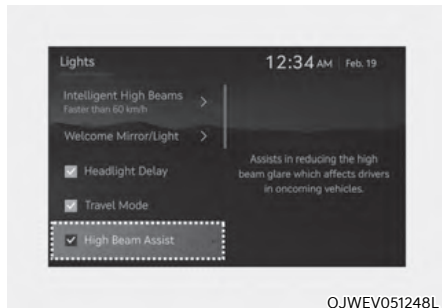 Lights
12:34 AM Feb. 19
Intelligent High Beams
Faster than 60 km/h
Welcome Mirror/Light
Headlight Delay
Travel Mode
High Beam Assist
Assists in reducing the high
beam glare which affects drivers
in oncoming vehicles.
OJWEV051248L